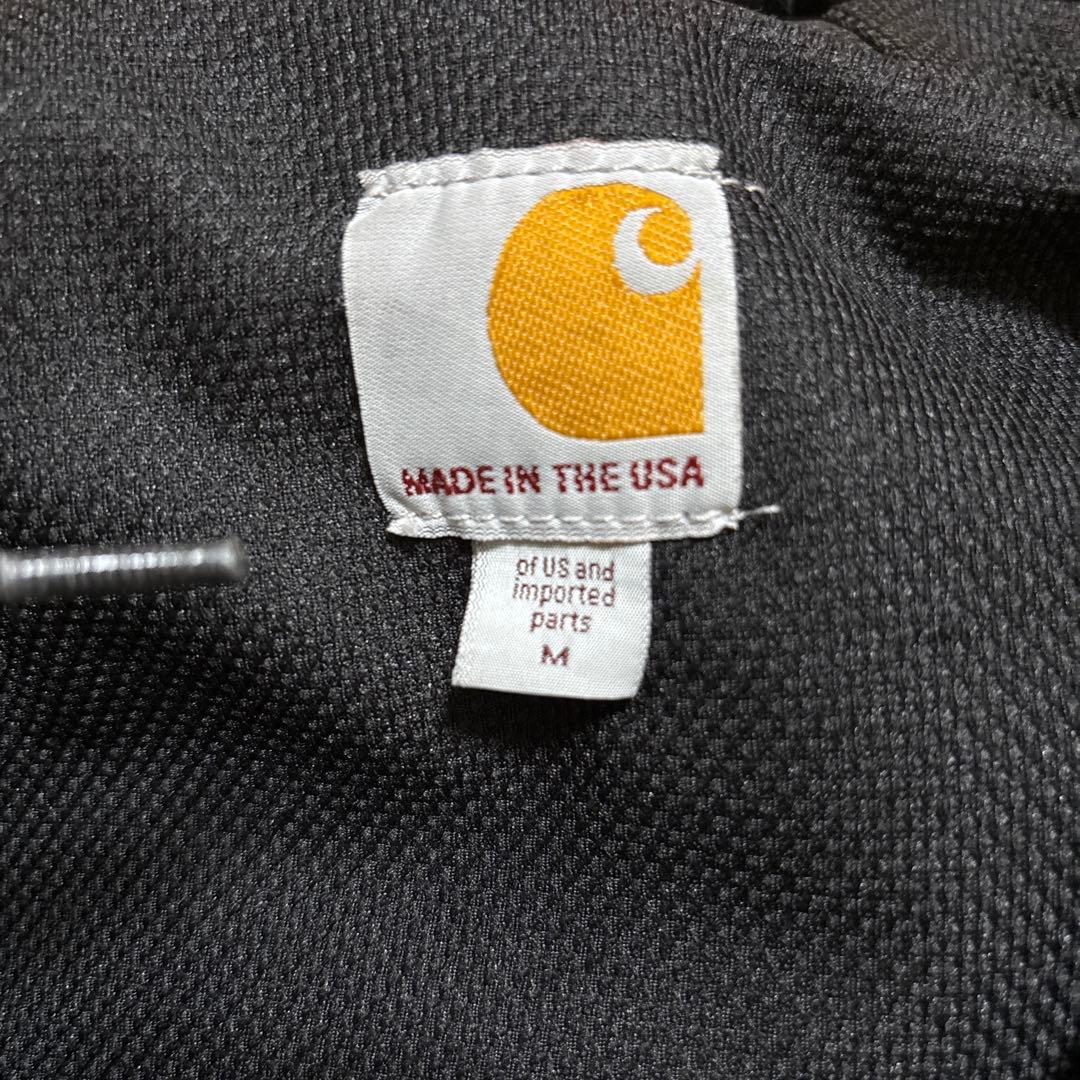 MADE IN THE USA
of US and
imported
parts
M